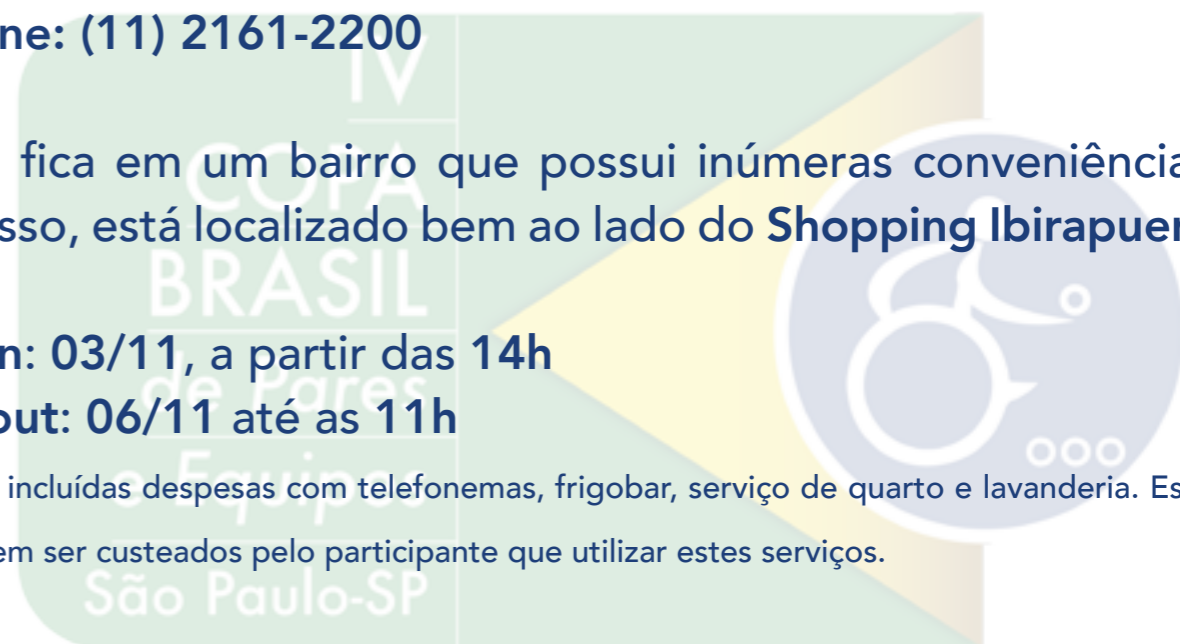 ne: (11) 2161-2200
fica em um bairro que possui inúmeras conveniência
sso, está localizado bem ao lado do Shopping Ibirapuer
n: 03/11, a partir das 14h
out: 06/11 até as 11h
incluídas despesas com telefonemas, frigobar, serviço de quarto e lavanderia. Es
em ser custeados pelo participante que utilizar estes serviços.
IV
COPA
BRASIL
de Pares
e Equipes
São Paulo-SP